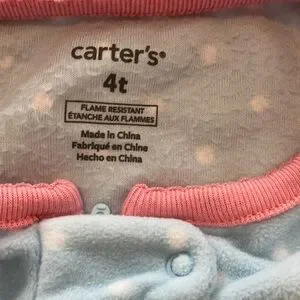 carter's®
4t
FLAME RESISTANT
ÉTANCHE AUX FLAMMES
Made in China
Fabriqué en Chine
Hecho en China